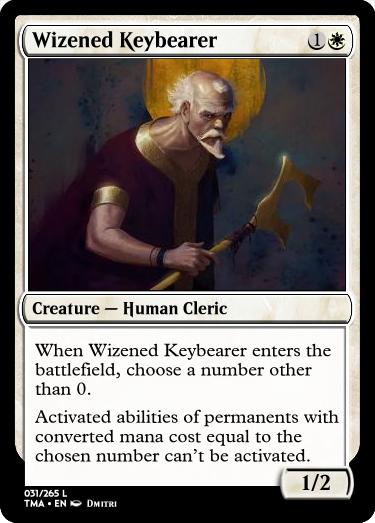 Wizened Keybearer 1
Creature — Human Cleric
When Wizened Keybearer enters the
battlefield, choose a number other
than 0.
Activated abilities of permanents with
converted mana cost equal to the
chosen number can't be activated.
1/2
031/265 L
TMA • EN Dmitri